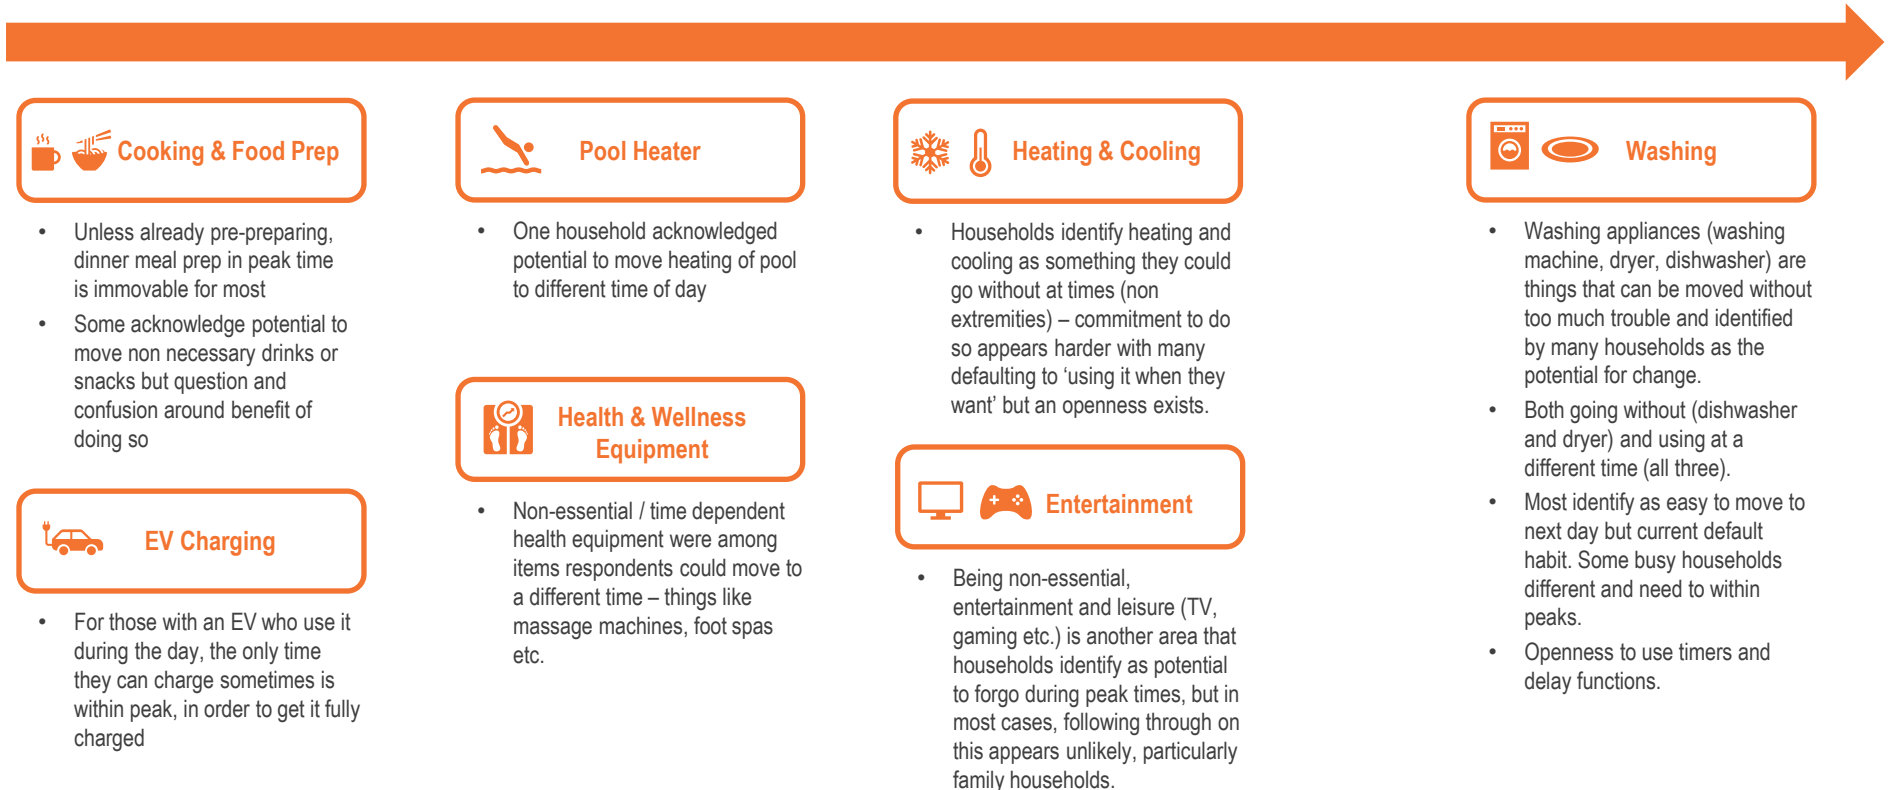 Cooking & Food Prep
• Unless already pre-preparing,
dinner meal prep in peak time
is immovable for most
• Some acknowledge potential to
move non necessary drinks or
snacks but question and
confusion around benefit of
doing so
EV Charging
• For those with an EV who use it
during the day, the only time
they can charge sometimes is
within peak, in order to get it fully
charged
Pool Heater
• One household acknowledged
potential to move heating of pool
to different time of day
Health & Wellness
Equipment
• Non-essential / time dependent
health equipment were among
items respondents could move to
a different time – things like
massage machines, foot spas
etc.
Heating & Cooling
• Households identify heating and
cooling as something they could
go without at times (non
extremities) – commitment to do
so appears harder with many
defaulting to ‘using it when they
want’ but an openness exists.
Entertainment
• Being non-essential,
entertainment and leisure (TV,
gaming etc.) is another area that
households identify as potential
to forgo during peak times, but in
most cases, following through on
this appears unlikely, particularly
family households.
Washing
• Washing appliances (washing
machine, dryer, dishwasher) are
things that can be moved without
too much trouble and identified
by many households as the
potential for change.
• Both going without (dishwasher
and dryer) and using at a
different time (all three).
• Most identify as easy to move to
next day but current default
habit. Some busy households
different and need to within
peaks.
• Openness to use timers and
delay functions.